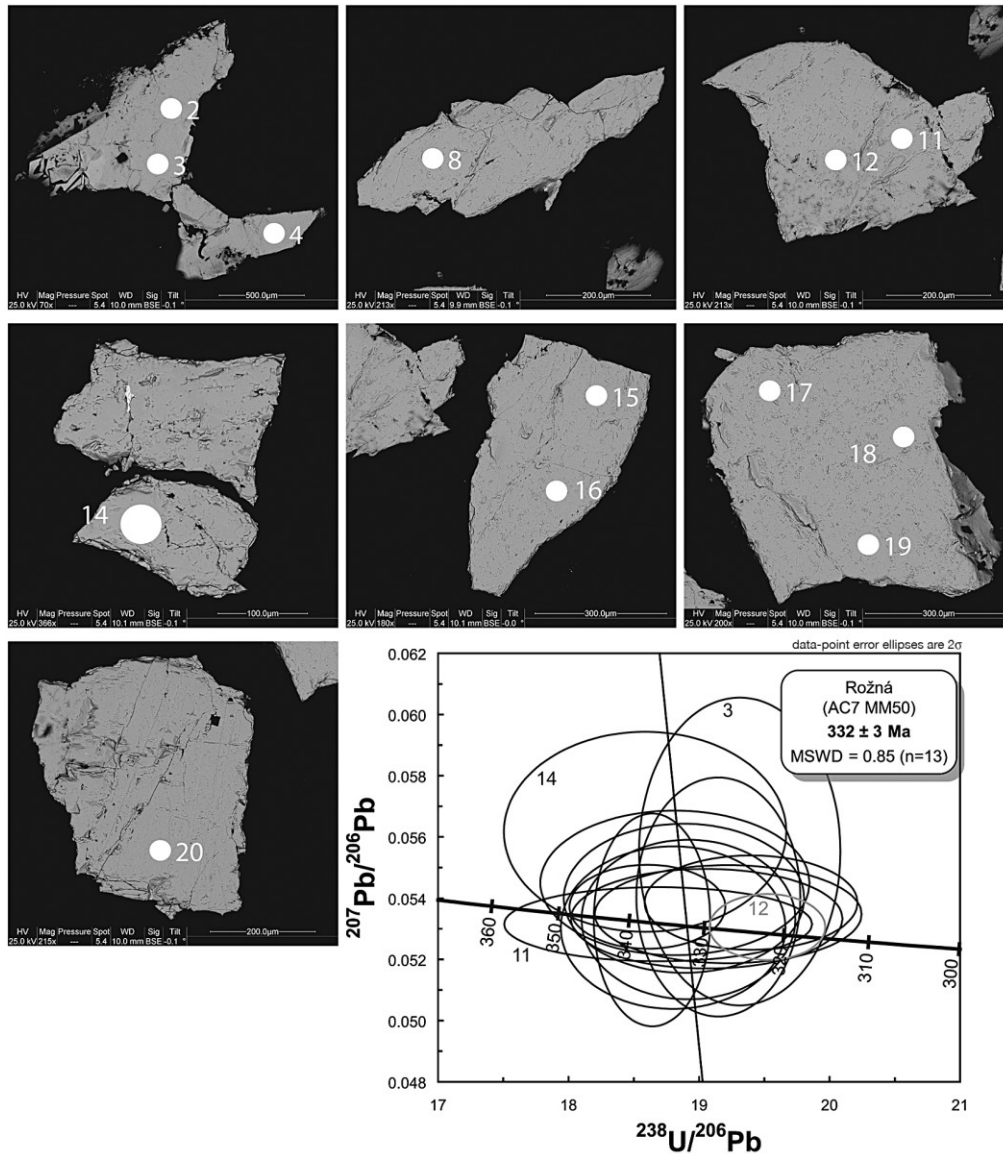 2
3
4
HV Mag Pressure Spot WD Sig Tilt 500.0µm
25.0 kV 70x --- 5.4 10.0 mm BSE -0.1 °
8
HV Mag Pressure Spot WD Sig Tilt 200.0µm
25.0 kV 213x --- 5.4 9.9 mm BSE -0.1 °
11
12
HV Mag Pressure Spot WD Sig Tilt 200.0µm
25.0 kV 213x --- 5.4 10.0 mm BSE -0.1 °
14
HV Mag Pressure Spot WD Sig Tilt 100.0µm
25.0 kV 366x --- 5.4 10.1 mm BSE -0.1 °
15
16
HV Mag Pressure Spot WD Sig Tilt 300.0µm
25.0 kV 180x --- 5.4 10.1 mm BSE -0.0 °
17
18
19
HV Mag Pressure Spot WD Sig Tilt 300.0µm
25.0 kV 200x --- 5.4 10.0 mm BSE -0.1 °
20
HV Mag Pressure Spot WD Sig Tilt 200.0µm
25.0 kV 215x --- 5.4 10.0 mm BSE -0.1 °
data-point error ellipses are 2σ
Rožná
(AC7 MM50)
332 ± 3 Ma
MSWD = 0.85 (n=13)
0.062
0.060
0.058
0.056
0.054
0.052
0.050
0.048
²⁰⁷Pb/²⁰⁶Pb
3
14
12
11
360
350
340
330
320
310
300
17
18
19
20
21
²³⁸U/²⁰⁶Pb